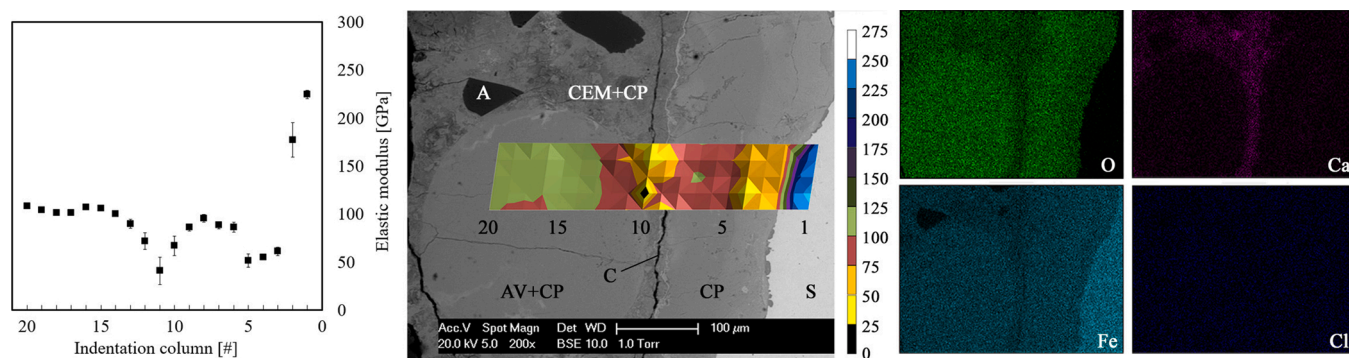 300
250
200
150
100
50
0
Elastic modulus [GPa]
20 15 10 5 0
Indentation column [#]
A
CEM+CP
20 15 10 5 1
C
AV+CP
CP
S
Acc.V Spot Magn Det WD
20.0 kV 5.0 200x BSE 10.0 1.0 Torr
100 μm
275
250
225
200
175
150
125
100
75
50
25
0
O
Ca
Fe
Cl